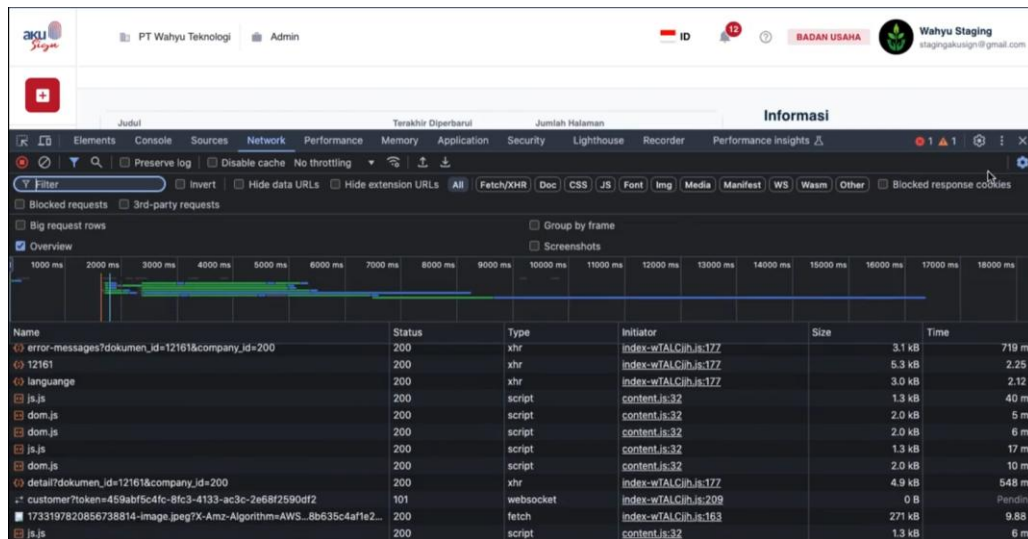 aku
Sign
PT Wahyu Teknologi Admin ID 12 BADAN USAHA Wahyu Staging
stagingakusign@gmail.com
Judul Terakhir Diperbarui Jumlah Halaman Informasi
Elements Console Sources Network Performance Memory Application Security Lighthouse Recorder Performance insights 1 1
Preserve log Disable cache No throttling
Filter Invert Hide data URLs Hide extension URLs All Fetch/XHR Doc CSS JS Font Img Media Manifest WS Wasm Other Blocked response cookies
Blocked requests 3rd-party requests
Big request rows Group by frame
Overview Screenshots
1000 ms 2000 ms 3000 ms 4000 ms 5000 ms 6000 ms 7000 ms 8000 ms 9000 ms 10000 ms 11000 ms 12000 ms 13000 ms 14000 ms 15000 ms 16000 ms 17000 ms 18000 ms
Name Status Type Initiator Size Time
error-messages?dokumen_id=12161&company_id=200 200 xhr index-wTALCjjh.js:177 3.1 kB 719 m
12161 200 xhr index-wTALCjjh.js:177 5.3 kB 2.25
languange 200 xhr index-wTALCjjh.js:177 3.0 kB 2.12
js.js 200 script content.js:32 1.3 kB 40 m
dom.js 200 script content.js:32 2.0 kB 5 m
dom.js 200 script content.js:32 2.0 kB 6 m
js.js 200 script content.js:32 1.3 kB 17 m
dom.js 200 script content.js:32 2.0 kB 10 m
detail?dokumen_id=12161&company_id=200 200 xhr index-wTALCjjh.js:177 4.9 kB 548 m
customer?token=459abf5c4fc-8fc3-4133-ac3c-2e68f2590df2 101 websocket index-wTALCjjh.js:209 0 B Pendin
1733197820856738814-image.jpeg?X-Amz-Algorithm=AWS...8b635c4af1e2... 200 fetch index-wTALCjjh.js:163 271 kB 9.88
js.js 200 script content.js:32 1.3 kB 6 m